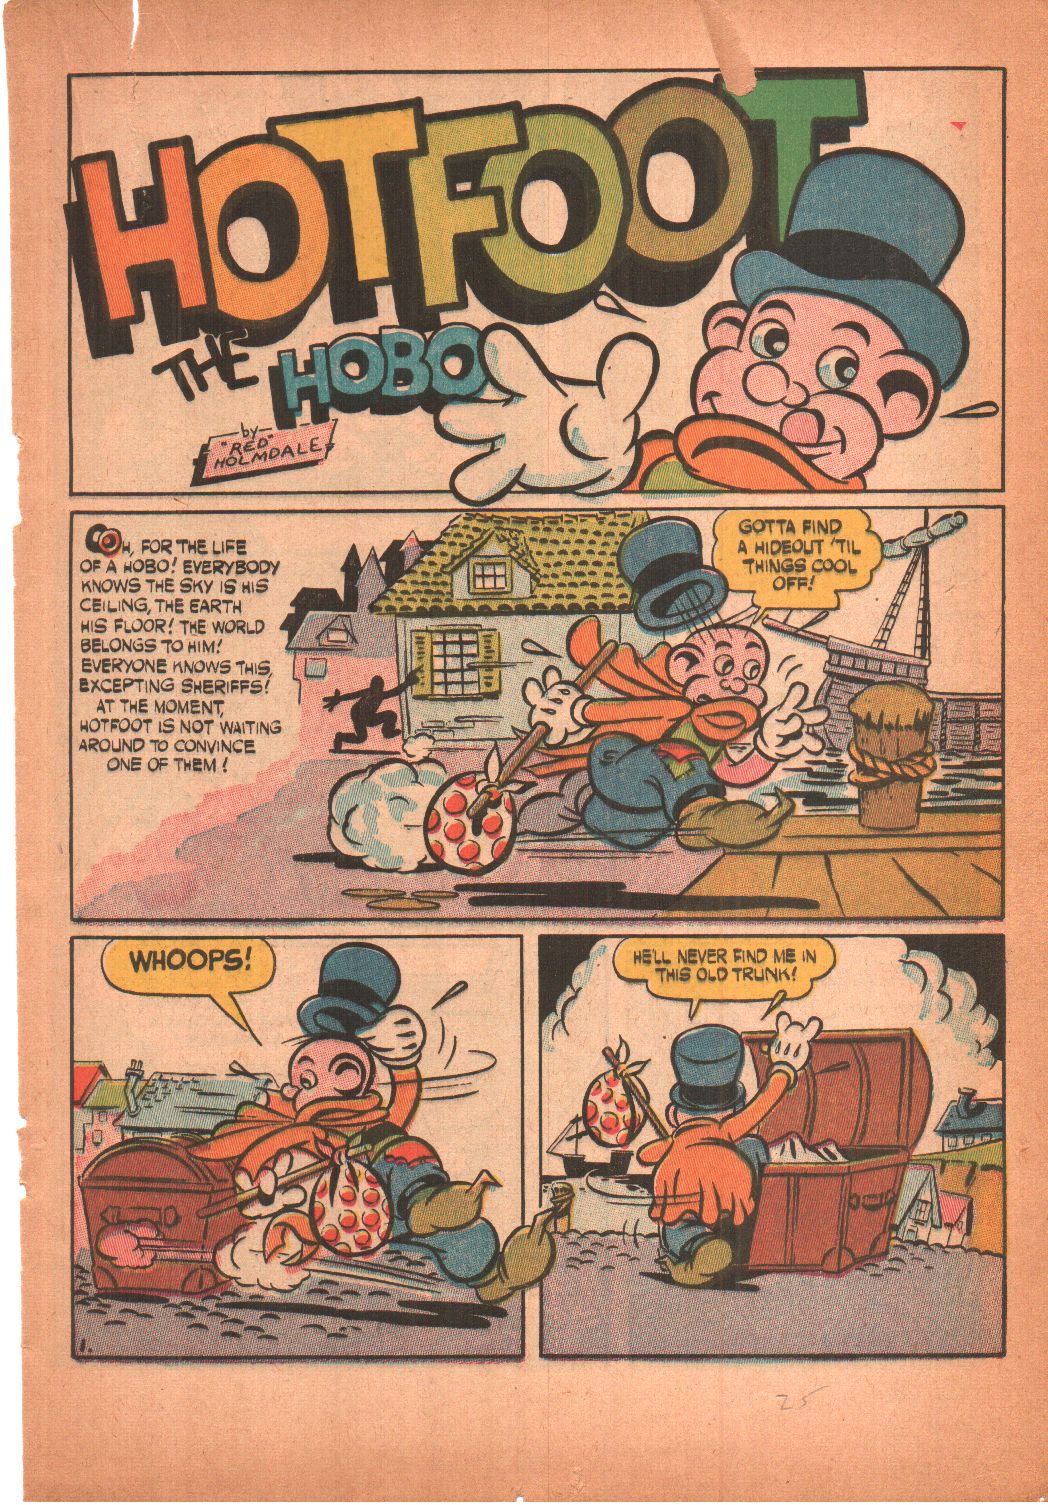 HOTFOOT
THE HOBO
by
"RED"
HOLMDALE
OH, FOR THE LIFE
OF A HOBO! EVERYBODY
KNOWS THE SKY IS HIS
CEILING, THE EARTH
HIS FLOOR! THE WORLD
BELONGS TO HIM!
EVERYONE KNOWS THIS,
EXCEPTING SHERIFFS!
AT THE MOMENT,
HOTFOOT IS NOT WAITING
AROUND TO CONVINCE
ONE OF THEM!
GOTTA FIND
A HIDEOUT 'TIL
THINGS COOL
OFF!
WHOOPS!
HE'LL NEVER FIND ME IN
THIS OLD TRUNK!
1.
25